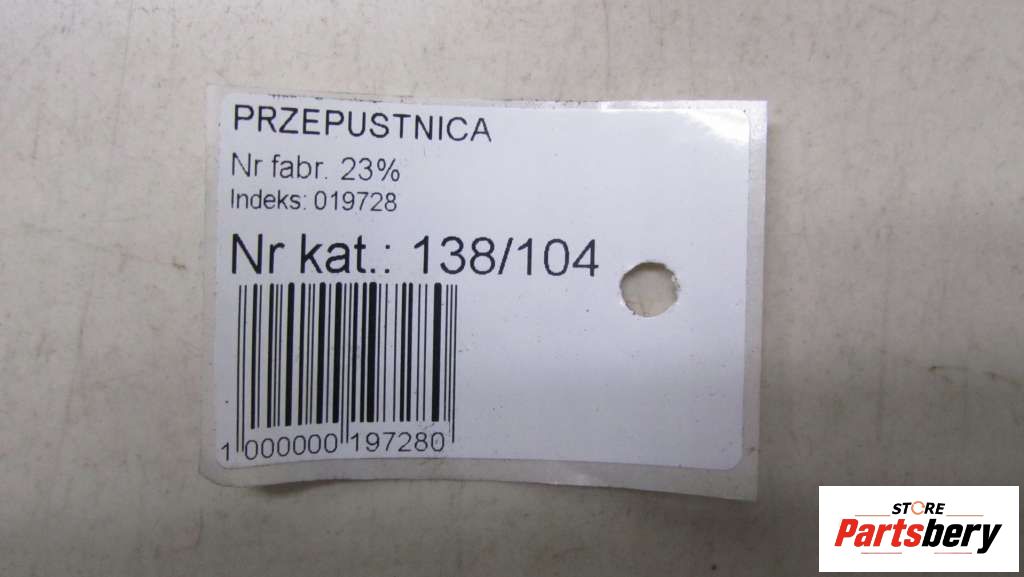 PRZEPUSTNICA
Nr fabr. 23%
Indeks: 019728
Nr kat.: 138/104
1 000000 197280
STORE
Partsbery